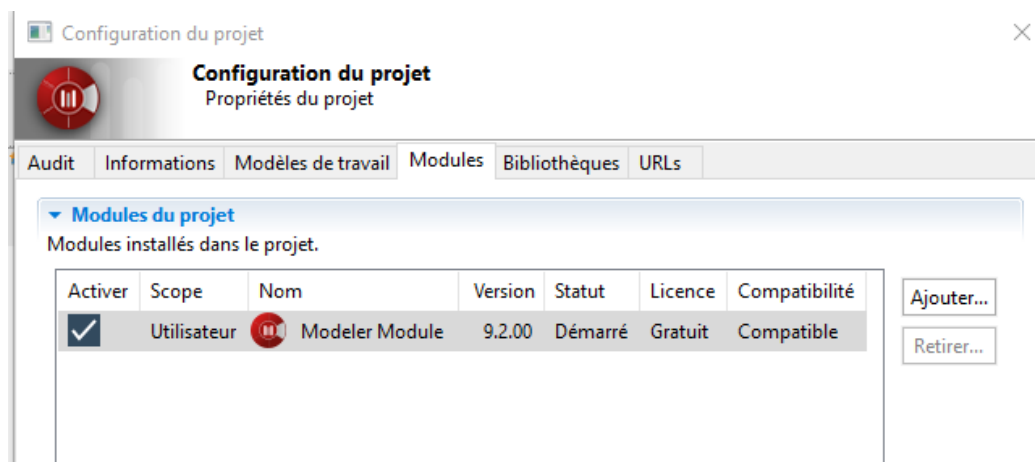 Configuration du projet
Configuration du projet
Propriétés du projet
Audit Informations Modèles de travail Modules Bibliothèques URLs
Modules du projet
Modules installés dans le projet.
Activer Scope Nom Version Statut Licence Compatibilité
Ajouter...
Utilisateur Modeler Module 9.2.00 Démarré Gratuit Compatible
Retirer...